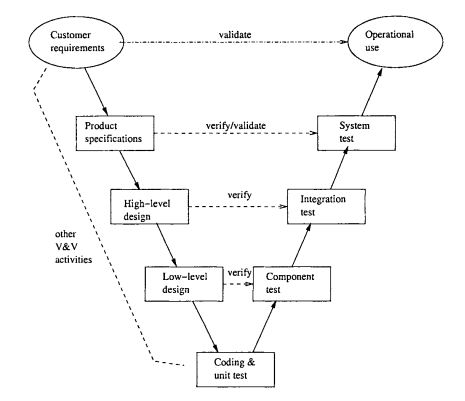 Customer
requirements
validate
Operational
use
Product
specifications
verify/validate
System
test
High-level
design
verify
Integration
test
other
V&V
activities
Low-level
design
verify
Component
test
Coding &
unit test